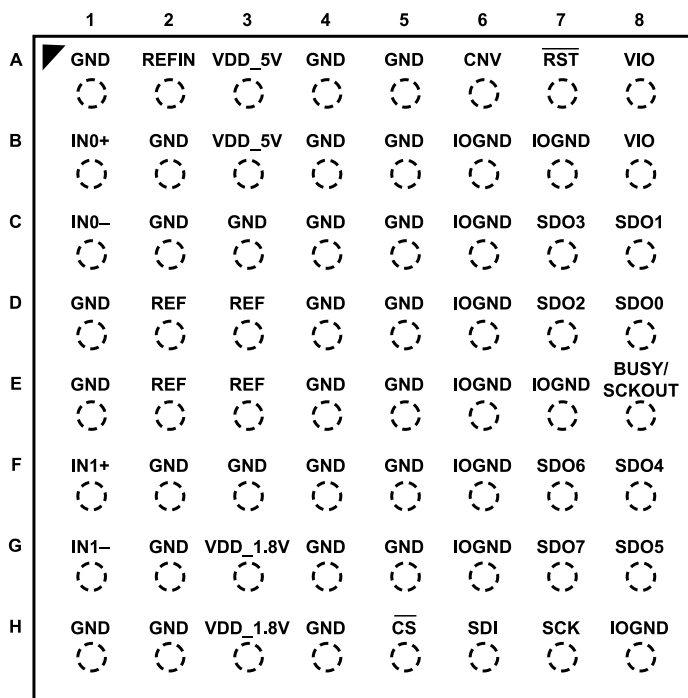 1 2 3 4 5 6 7 8
A GND REFIN VDD_5V GND GND CNV R̅S̅T̅ VIO
B IN0+ GND VDD_5V GND GND IOGND IOGND VIO
C IN0– GND GND GND GND IOGND SDO3 SDO1
D GND REF REF GND GND IOGND SDO2 SDO0
E GND REF REF GND GND IOGND IOGND BUSY/
SCKOUT
F IN1+ GND GND GND GND IOGND SDO6 SDO4
G IN1– GND VDD_1.8V GND GND IOGND SDO7 SDO5
H GND GND VDD_1.8V GND C̅S̅ SDI SCK IOGND